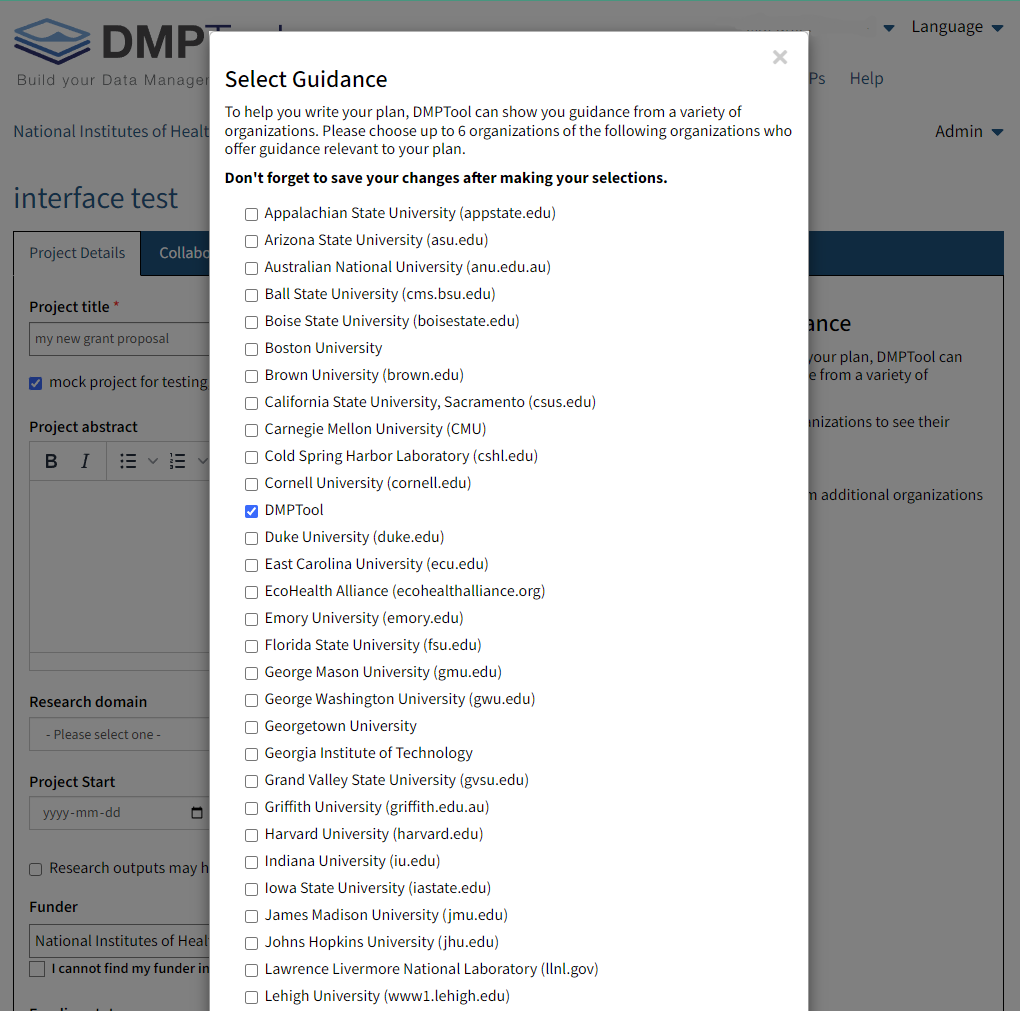 DMPT
Language
Build your Data Manager
Ps
Help
National Institutes of Healt
Admin
interface test
Project Details
Collabo
Project title *
my new grant proposal
mock project for testing
Project abstract
B I
Research domain
- Please select one -
Project Start
yyyy-mm-dd
Research outputs may h
Funder
National Institutes of Heal
I cannot find my funder in
Select Guidance
To help you write your plan, DMPTool can show you guidance from a variety of
organizations. Please choose up to 6 organizations of the following organizations who
offer guidance relevant to your plan.
Don't forget to save your changes after making your selections.
Appalachian State University (appstate.edu)
Arizona State University (asu.edu)
Australian National University (anu.edu.au)
Ball State University (cms.bsu.edu)
Boise State University (boisestate.edu)
Boston University
Brown University (brown.edu)
California State University, Sacramento (csus.edu)
Carnegie Mellon University (CMU)
Cold Spring Harbor Laboratory (cshl.edu)
Cornell University (cornell.edu)
DMPTool
Duke University (duke.edu)
East Carolina University (ecu.edu)
EcoHealth Alliance (ecohealthalliance.org)
Emory University (emory.edu)
Florida State University (fsu.edu)
George Mason University (gmu.edu)
George Washington University (gwu.edu)
Georgetown University
Georgia Institute of Technology
Grand Valley State University (gvsu.edu)
Griffith University (griffith.edu.au)
Harvard University (harvard.edu)
Indiana University (iu.edu)
Iowa State University (iastate.edu)
James Madison University (jmu.edu)
Johns Hopkins University (jhu.edu)
Lawrence Livermore National Laboratory (llnl.gov)
Lehigh University (www1.lehigh.edu)
ance
your plan, DMPTool can
e from a variety of
anizations to see their
m additional organizations